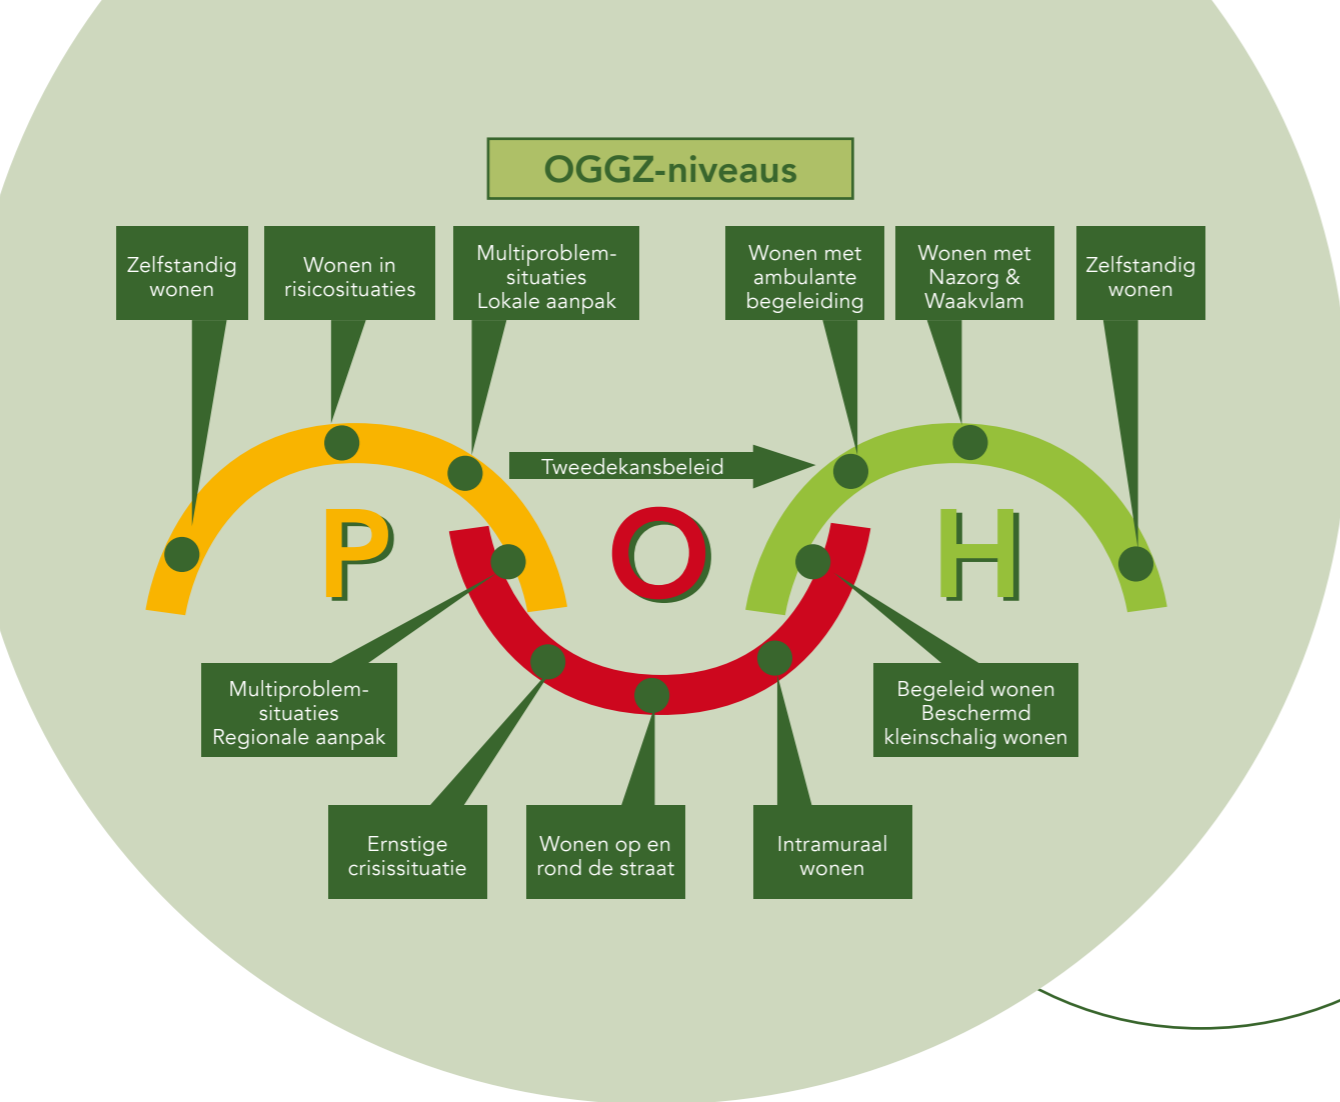 OGGZ-niveaus
Zelfstandig
wonen
Wonen in
risicosituaties
Multiproblem-
situaties
Lokale aanpak
Wonen met
ambulante
begeleiding
Wonen met
Nazorg &
Waakvlam
Zelfstandig
wonen
Tweedekansbeleid
P
O
H
Multiproblem-
situaties
Regionale aanpak
Begeleid wonen
Beschermd
kleinschalig wonen
Ernstige
crisissituatie
Wonen op en
rond de straat
Intramuraal
wonen